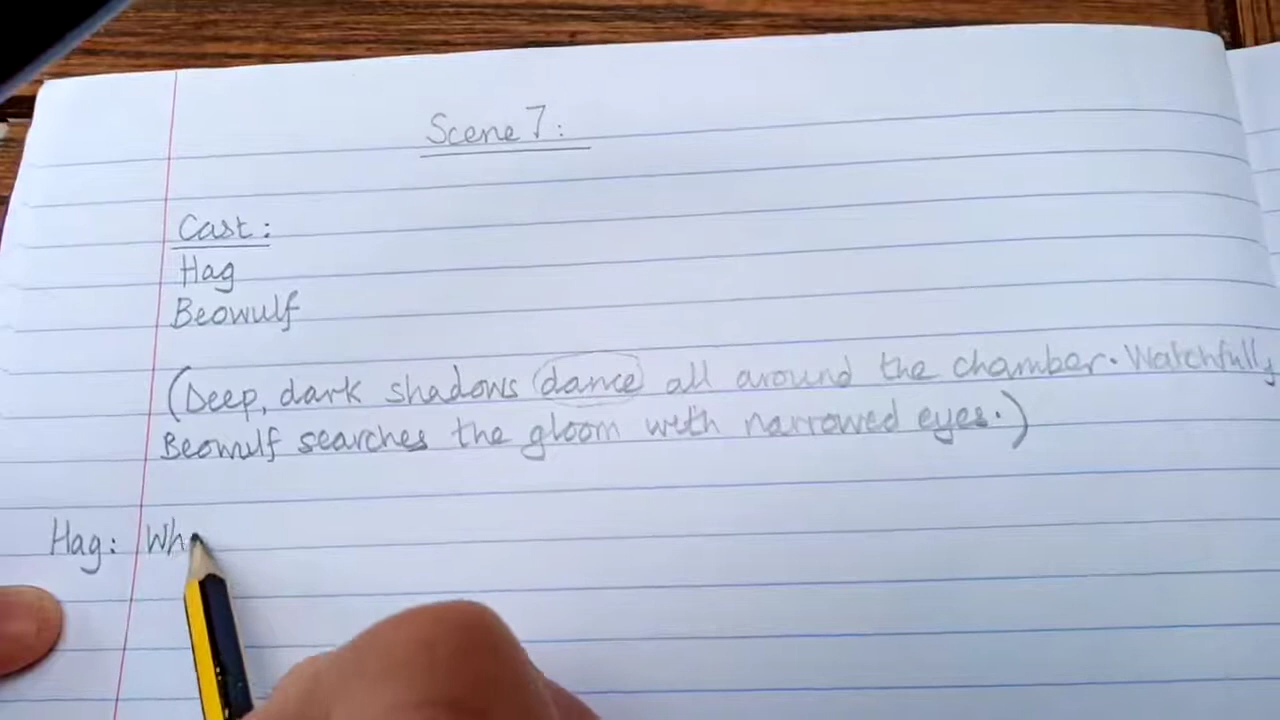 Scene 7:
Cast:
Hag
Beowulf
(Deep, dark shadows dance all around the chamber. Watchfully
Beowulf searches the gloom with narrowed eyes.)
Hag: Wh